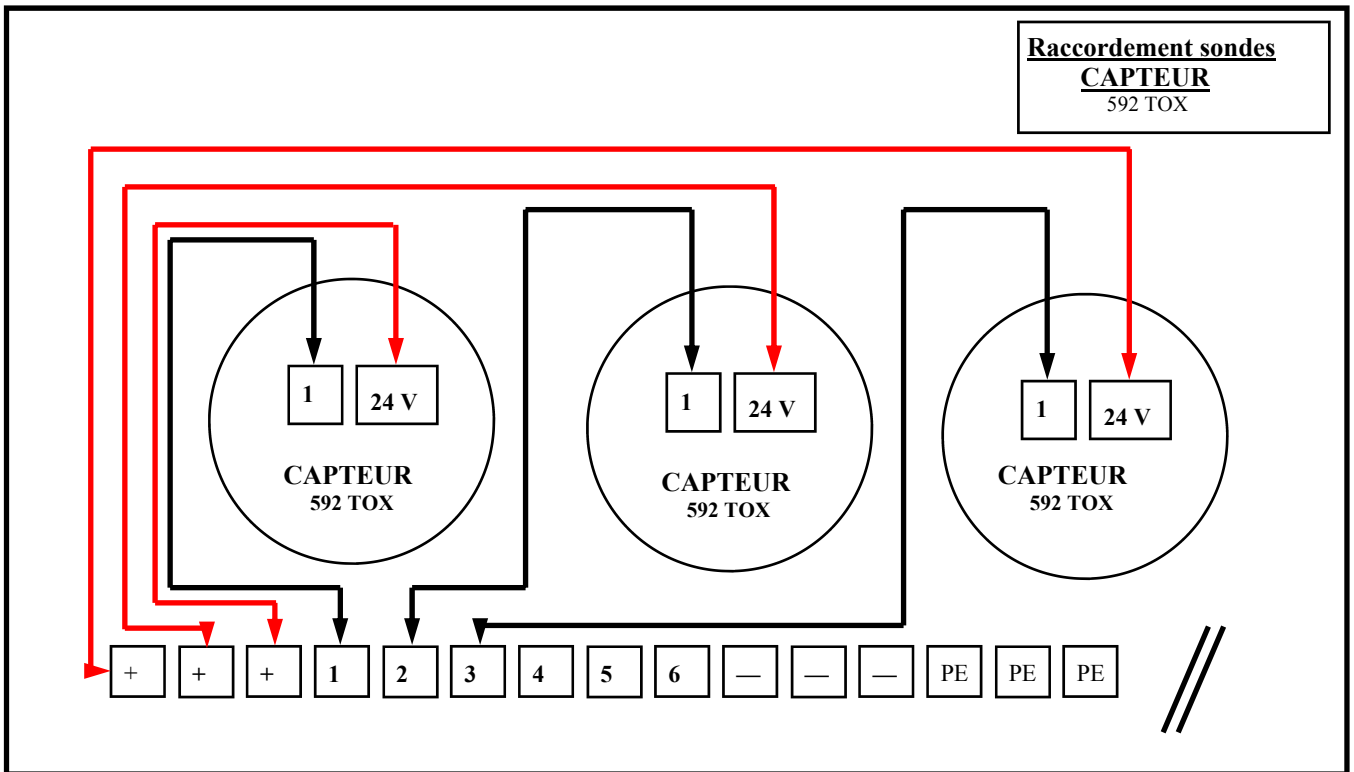 Raccordement sondes
CAPTEUR
592 TOX
1
24 V
CAPTEUR
592 TOX
1
24 V
CAPTEUR
592 TOX
1
24 V
CAPTEUR
592 TOX
+ + + 1 2 3 4 5 6 — — — PE PE PE